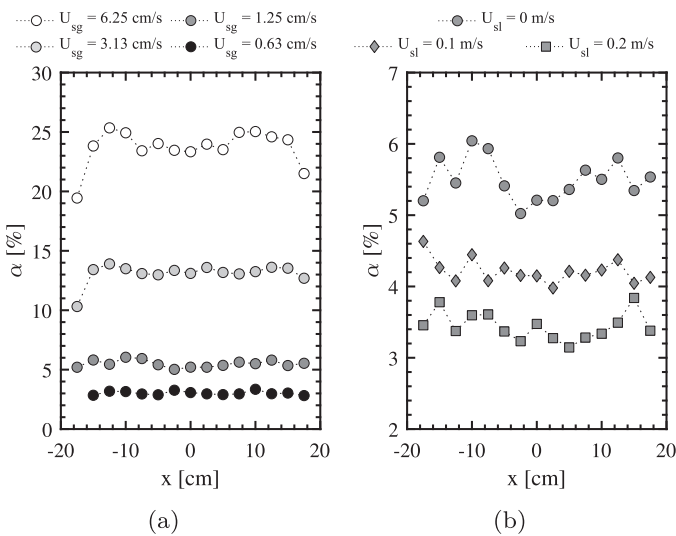 U_sg = 6.25 cm/s U_sg = 1.25 cm/s
U_sg = 3.13 cm/s U_sg = 0.63 cm/s
U_sl = 0 m/s
U_sl = 0.1 m/s U_sl = 0.2 m/s
30
25
20
15
10
5
0
α [%]
-20 -10 0 10 20
x [cm]
(a)
7
6
5
4
3
2
α [%]
-20 -10 0 10 20
x [cm]
(b)